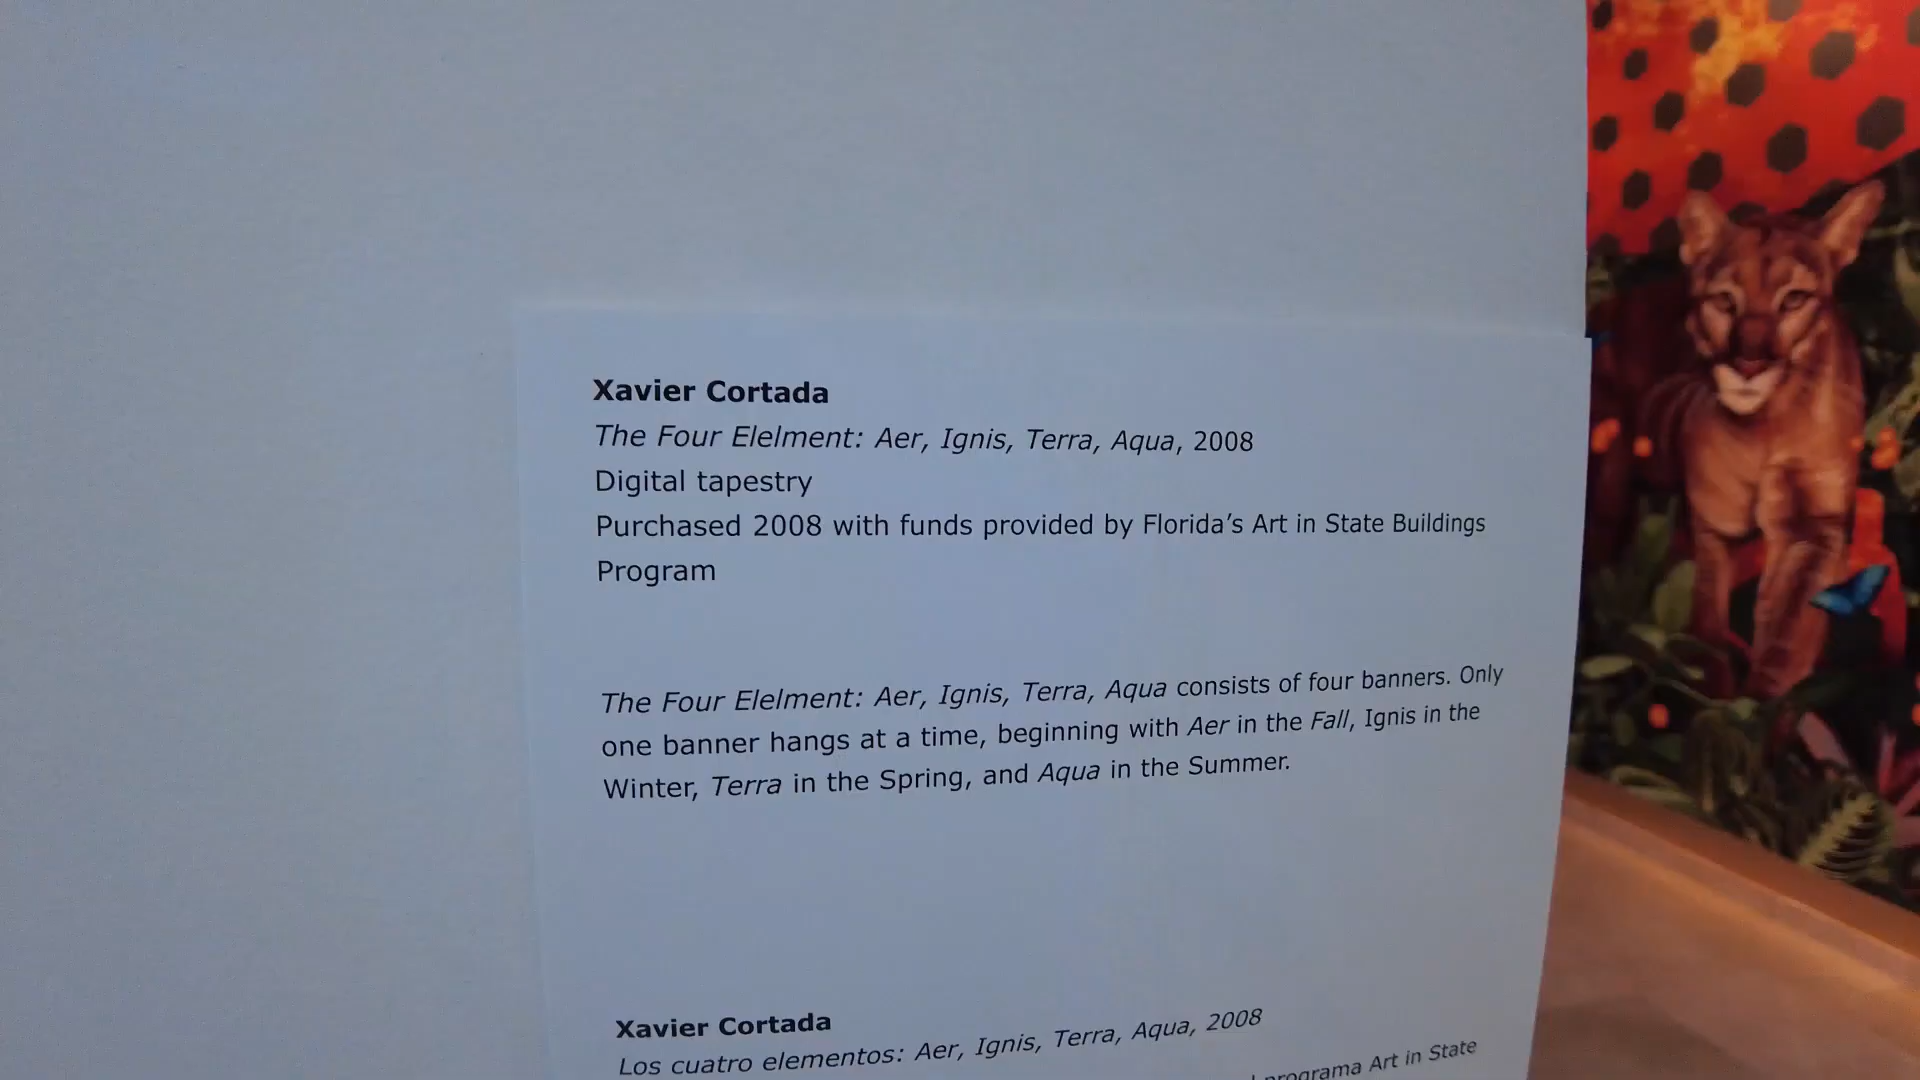 Xavier Cortada
The Four Elelment: Aer, Ignis, Terra, Aqua, 2008
Digital tapestry
Purchased 2008 with funds provided by Florida’s Art in State Buildings
Program
The Four Elelment: Aer, Ignis, Terra, Aqua consists of four banners. Only
one banner hangs at a time, beginning with Aer in the Fall, Ignis in the
Winter, Terra in the Spring, and Aqua in the Summer.
Xavier Cortada
Los cuatro elementos: Aer, Ignis, Terra, Aqua, 2008
programa Art in State